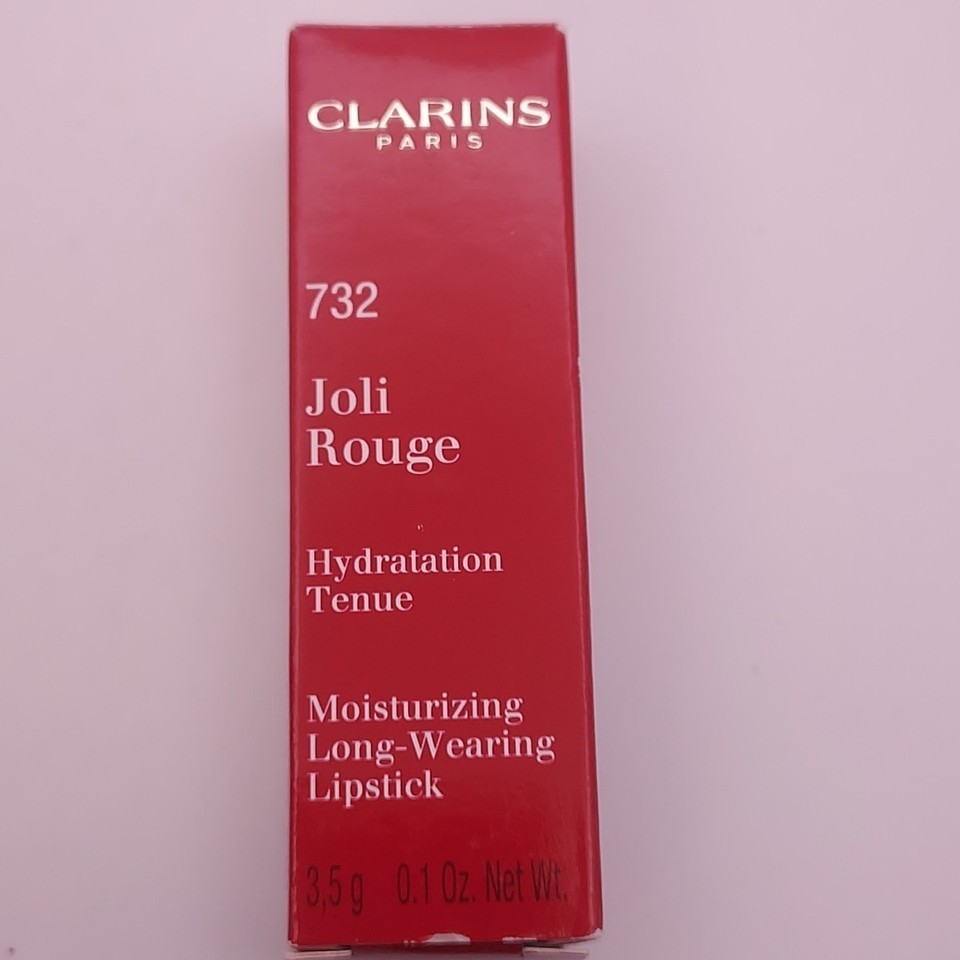 CLARINS
PARIS
732
Joli
Rouge
Hydratation
Tenue
Moisturizing
Long-Wearing
Lipstick
3,5 g 0.1 Oz. Net Wt.